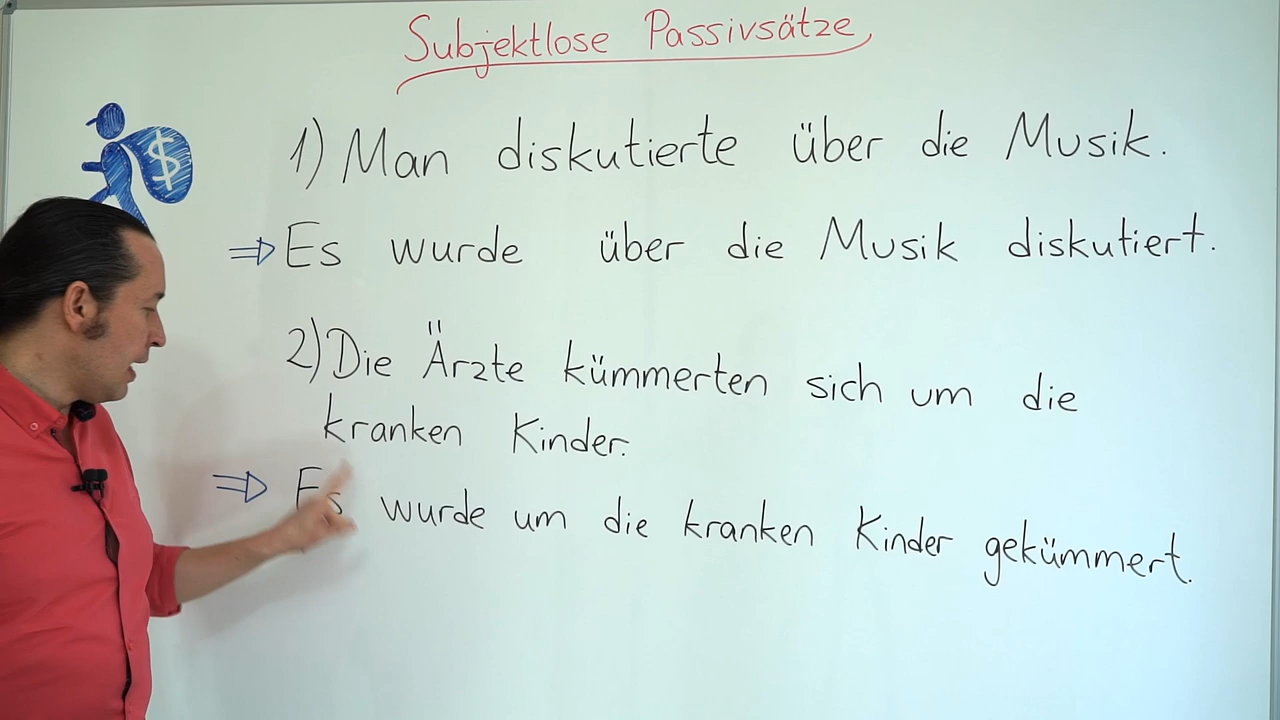 Subjektlose Passivsätze
$
1) Man diskutierte über die Musik.
⇒ Es wurde über die Musik diskutiert.
2) Die Ärzte kümmerten sich um die
kranken Kinder.
⇒ Es wurde um die kranken Kinder gekümmert.